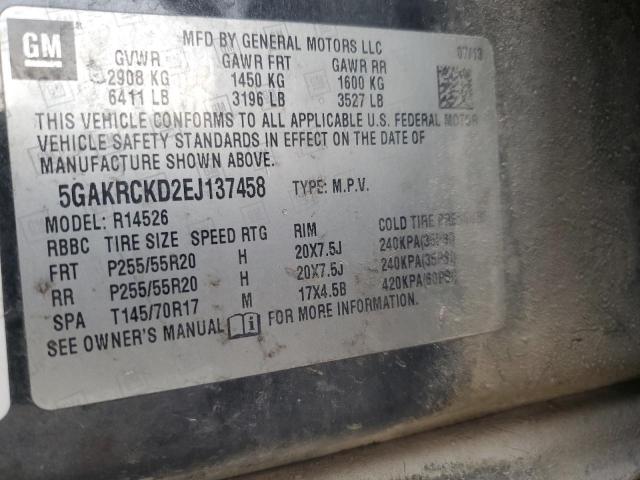 GM
MFD BY GENERAL MOTORS LLC
07/13
GVWR GAWR FRT GAWR RR
2908 KG 1450 KG 1600 KG
6411 LB 3196 LB 3527 LB
THIS VEHICLE CONFORMS TO ALL APPLICABLE U.S. FEDERAL MOTOR
VEHICLE SAFETY STANDARDS IN EFFECT ON THE DATE OF
MANUFACTURE SHOWN ABOVE.
5GAKRCKD2EJ137458 TYPE: M.P.V.
MODEL: R14526
RBBC TIRE SIZE SPEED RTG RIM COLD TIRE PRESSURE
FRT P255/55R20 H 20X7.5J 240KPA(35PSI)
RR P255/55R20 H 20X7.5J 240KPA(35PSI)
SPA T145/70R17 M 17X4.5B 420KPA(60PSI)
SEE OWNER'S MANUAL FOR MORE INFORMATION.